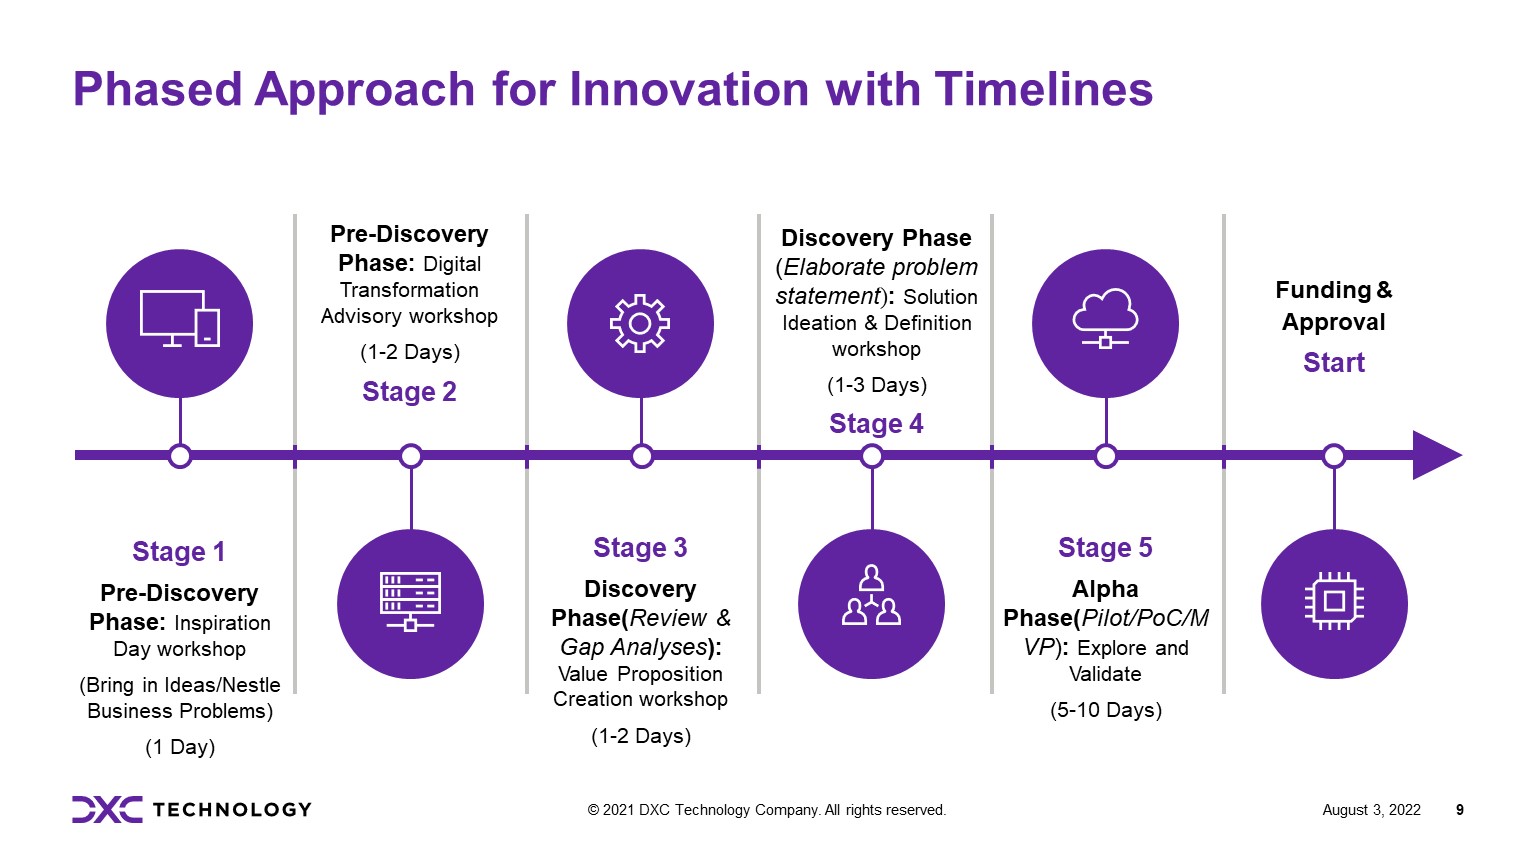 Phased Approach for Innovation with Timelines
Stage 1
Pre-Discovery
Phase: Inspiration
Day workshop
(Bring in Ideas/Nestle
Business Problems)
(1 Day)
Pre-Discovery
Phase: Digital
Transformation
Advisory workshop
(1-2 Days)
Stage 2
Stage 3
Discovery
Phase(Review &
Gap Analyses):
Value Proposition
Creation workshop
(1-2 Days)
Discovery Phase
(Elaborate problem
statement): Solution
Ideation & Definition
workshop
(1-3 Days)
Stage 4
Stage 5
Alpha
Phase(Pilot/PoC/M
VP): Explore and
Validate
(5-10 Days)
Funding &
Approval
Start
DXC TECHNOLOGY
© 2021 DXC Technology Company. All rights reserved.
August 3, 2022
9